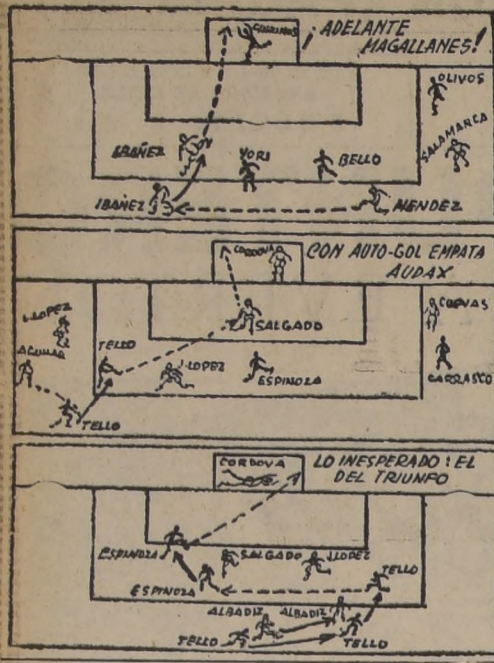 ¡ADELANTE
MAGALLANES!
OLIVOS
SALAMARCA
IBAÑEZ
YORI
BELLO
IBAÑEZ
MENDEZ
CORDOVA
CON AUTO-GOL EMPATA
AUDAX
J. LOPEZ
TELLO
SALGADO
CUEVAS
AGUILAR
J. LOPEZ
ESPINOZA
CARRASCO
TELLO
CORDOVA
LO INESPERADO: EL
DEL TRIUNFO
ESPINOZA
SALGADO
J. LOPEZ
TELLO
ESPINOZA
ALBADIZ
ALBADIZ
TELLO
TELLO